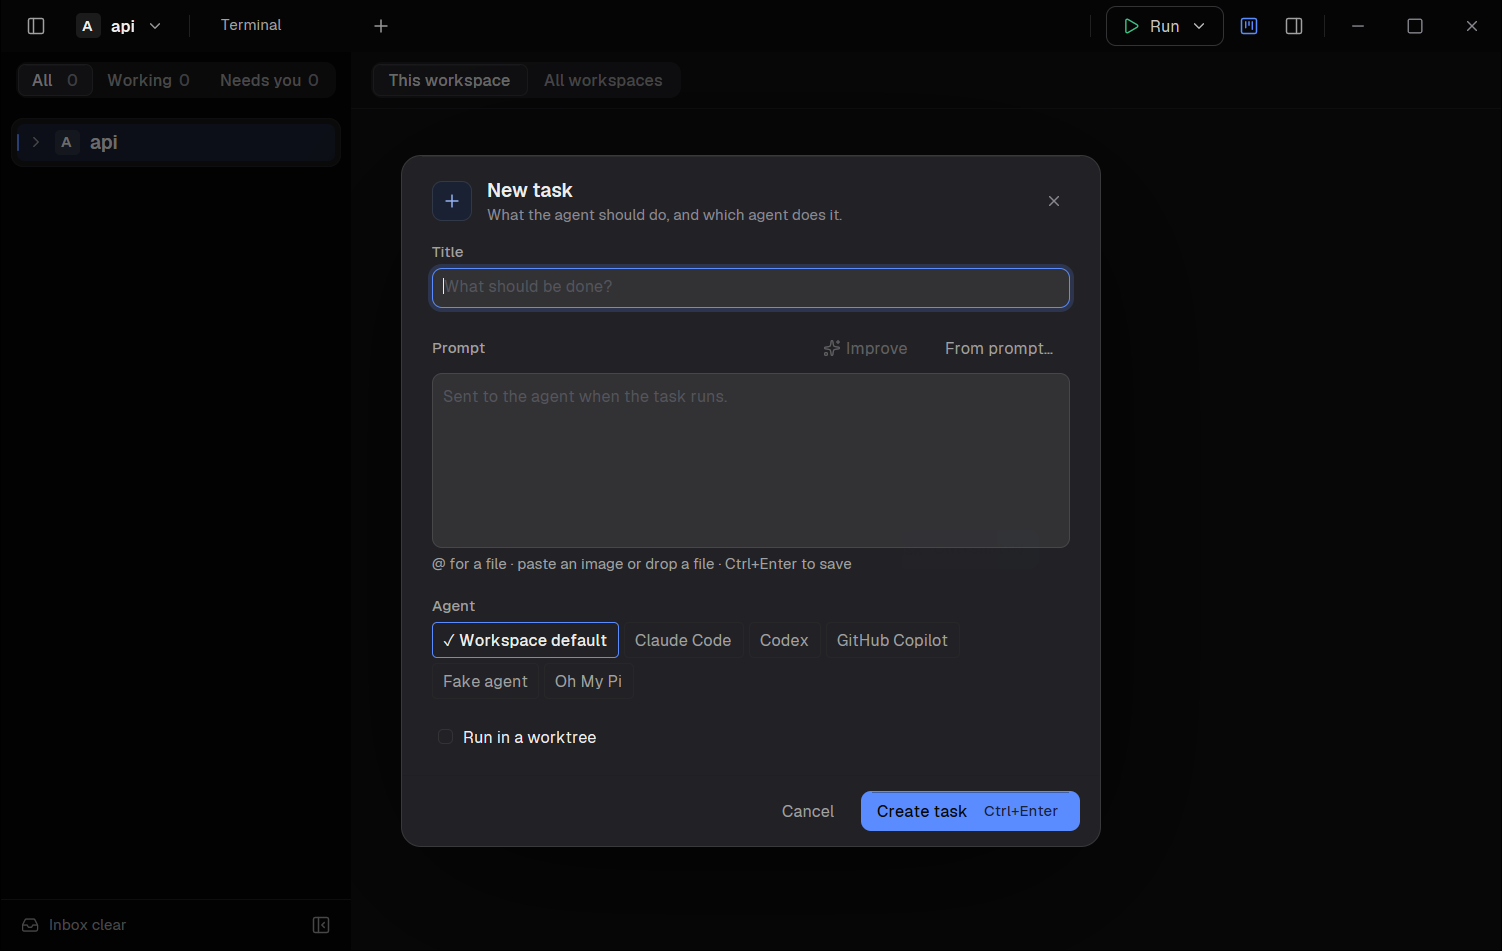 A api Terminal Run
All 0 Working 0 Needs you 0
This workspace All workspaces
A api
New task
What the agent should do, and which agent does it.
Title
What should be done?
Prompt Improve From prompt...
Sent to the agent when the task runs.
@ for a file · paste an image or drop a file · Ctrl+Enter to save
Agent
✓ Workspace default Claude Code Codex GitHub Copilot
Fake agent Oh My Pi
Run in a worktree
Cancel Create task Ctrl+Enter
Inbox clear